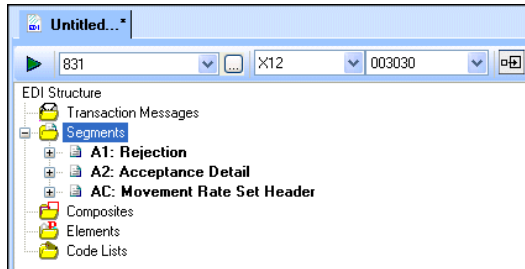 Untitled...*
831 ... X12 003030
EDI Structure
Transaction Messages
Segments
A1: Rejection
A2: Acceptance Detail
AC: Movement Rate Set Header
Composites
Elements
Code Lists